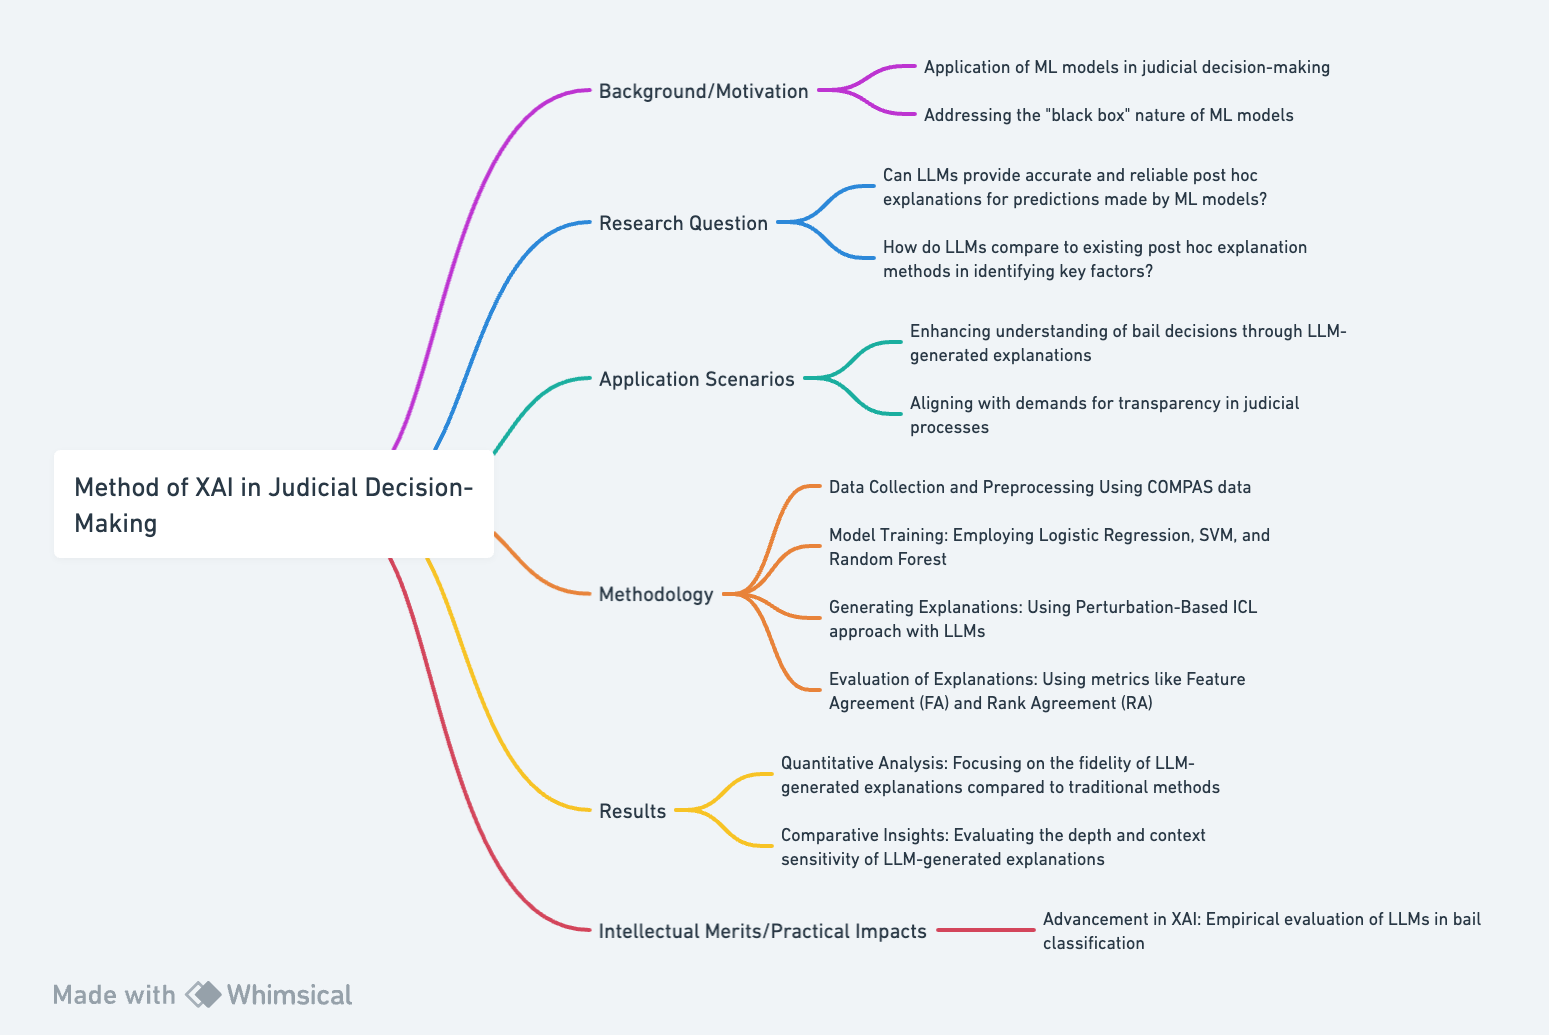 Method of XAI in Judicial Decision-
Making
Background/Motivation
Application of ML models in judicial decision-making
Addressing the "black box" nature of ML models
Research Question
Can LLMs provide accurate and reliable post hoc
explanations for predictions made by ML models?
How do LLMs compare to existing post hoc explanation
methods in identifying key factors?
Application Scenarios
Enhancing understanding of bail decisions through LLM-
generated explanations
Aligning with demands for transparency in judicial
processes
Methodology
Data Collection and Preprocessing Using COMPAS data
Model Training: Employing Logistic Regression, SVM, and
Random Forest
Generating Explanations: Using Perturbation-Based ICL
approach with LLMs
Evaluation of Explanations: Using metrics like Feature
Agreement (FA) and Rank Agreement (RA)
Results
Quantitative Analysis: Focusing on the fidelity of LLM-
generated explanations compared to traditional methods
Comparative Insights: Evaluating the depth and context
sensitivity of LLM-generated explanations
Intellectual Merits/Practical Impacts
Advancement in XAI: Empirical evaluation of LLMs in bail
classification
Made with Whimsical